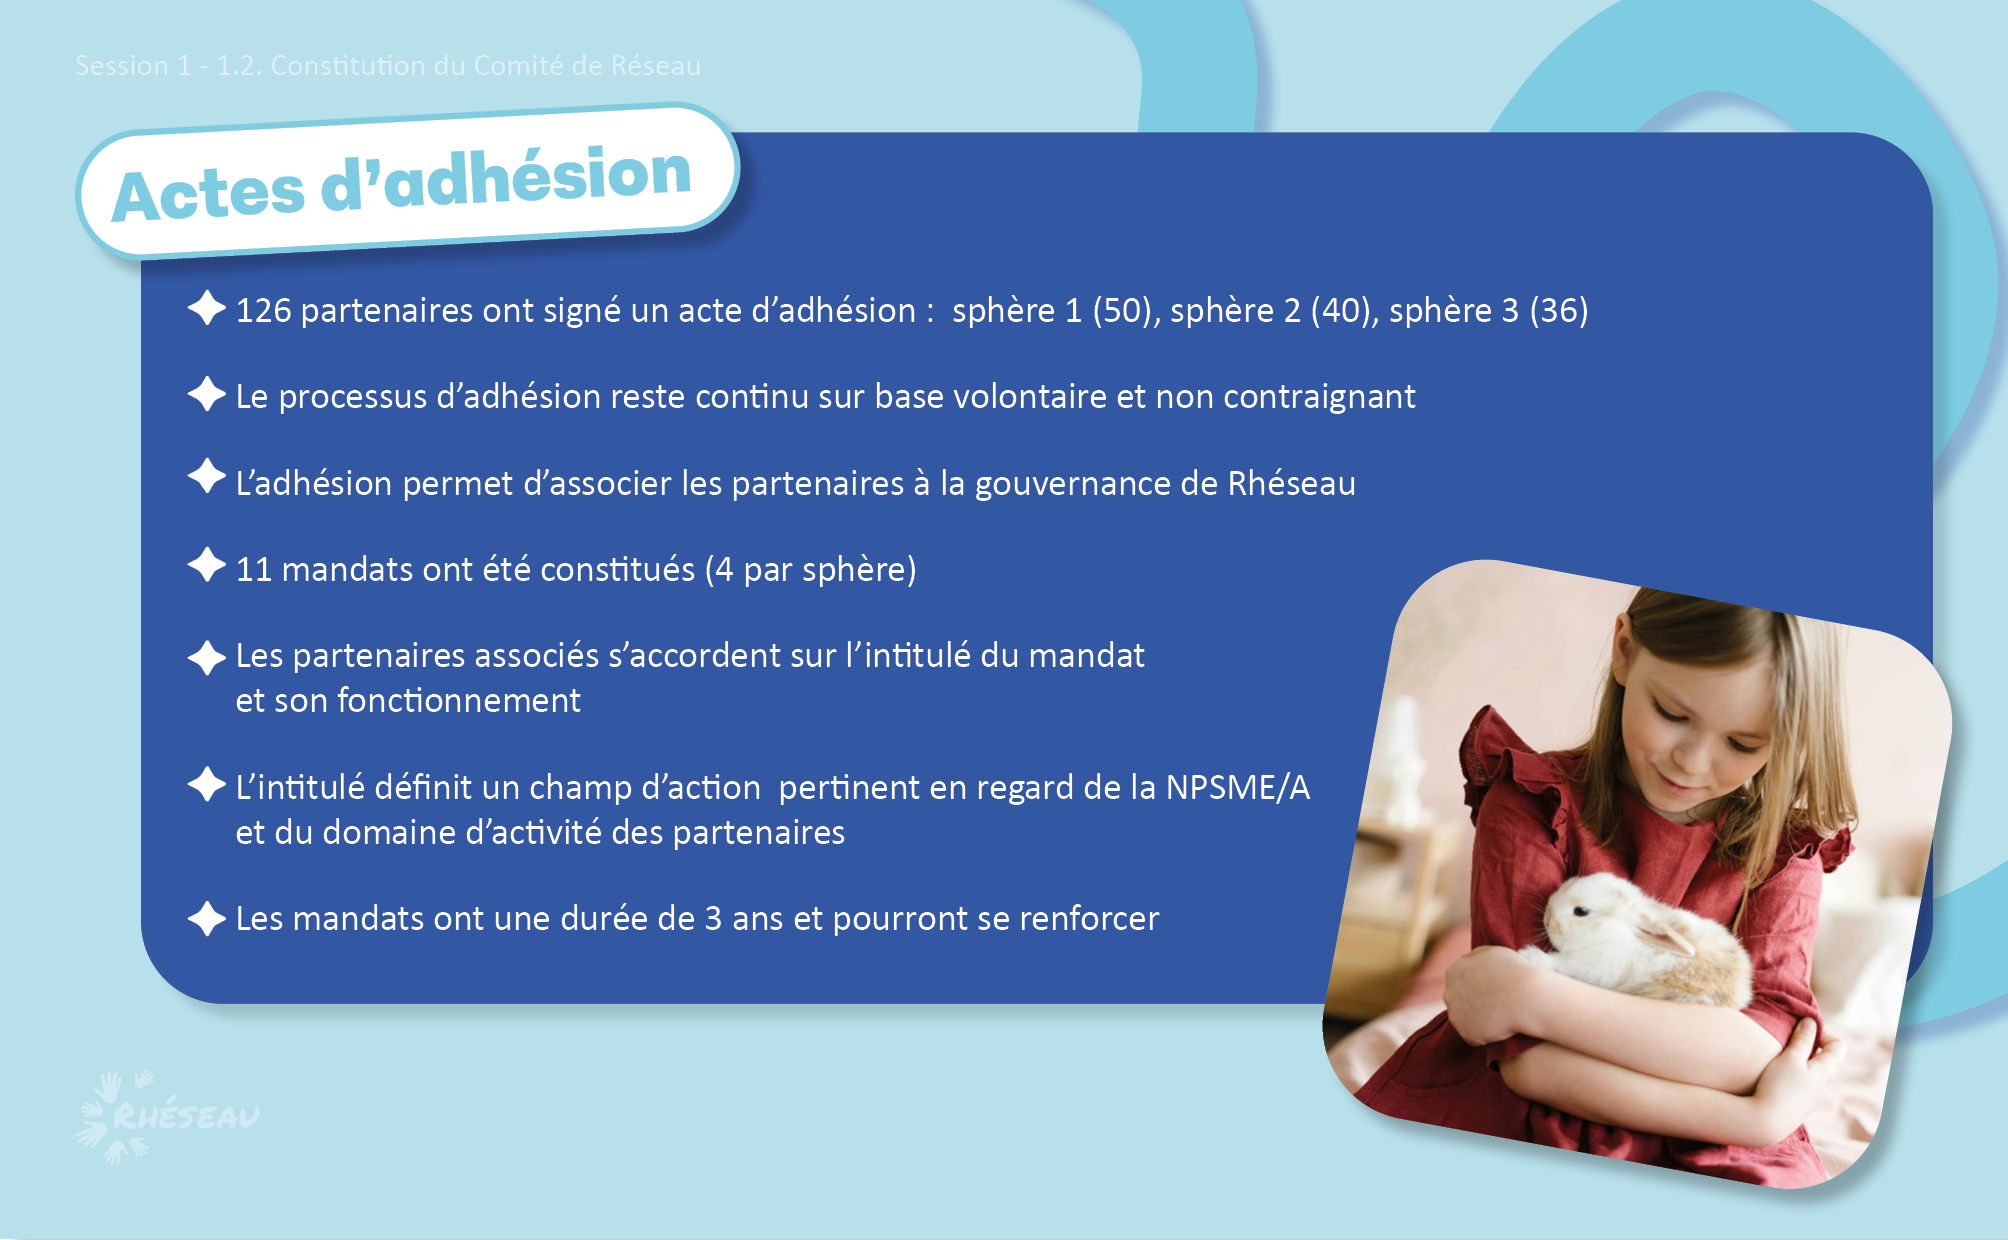 Session 1 - 1.2. Constitution du Comité de Réseau
Actes d’adhésion
126 partenaires ont signé un acte d’adhésion :  sphère 1 (50), sphère 2 (40), sphère 3 (36)
Le processus d’adhésion reste continu sur base volontaire et non contraignant
L’adhésion permet d’associer les partenaires à la gouvernance de Rhéseau
11 mandats ont été constitués (4 par sphère)
Les partenaires associés s’accordent sur l’intitulé du mandat
et son fonctionnement
L’intitulé définit un champ d’action  pertinent en regard de la NPSME/A
et du domaine d’activité des partenaires
Les mandats ont une durée de 3 ans et pourront se renforcer
RHÉSEAU